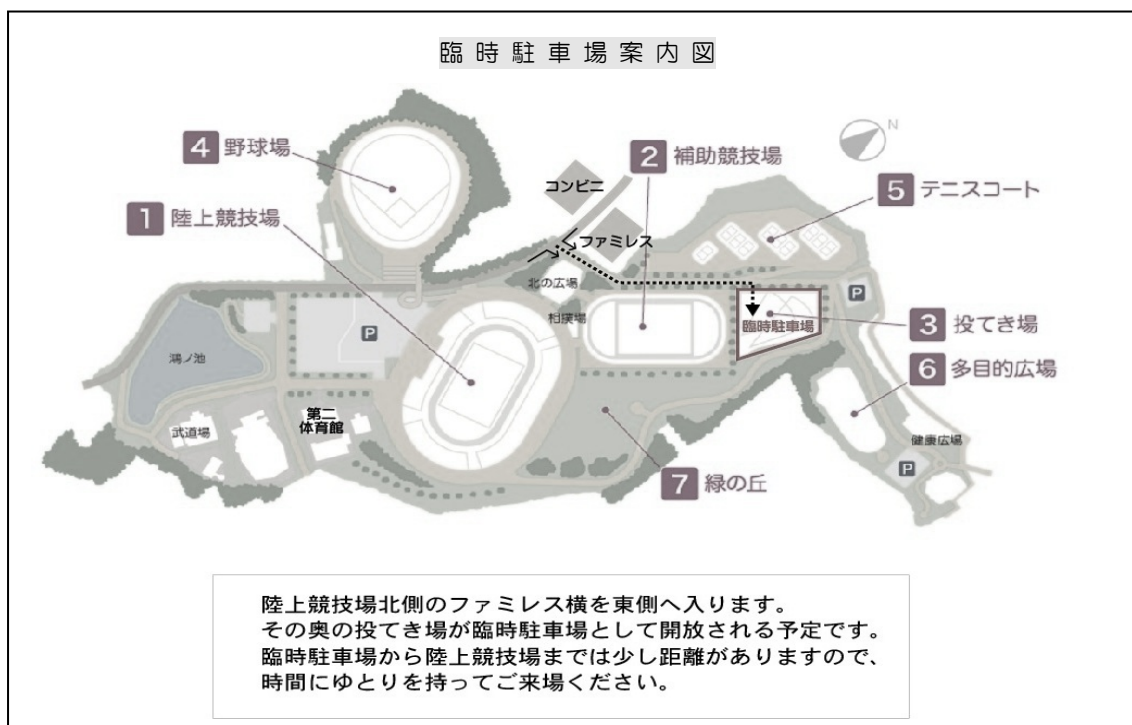 臨時駐車場案内図
4 野球場
2 補助競技場
N
コンビニ
5 テニスコート
1 陸上競技場
ファミレス
北の広場
P
相撲場
臨時駐車場
3 投てき場
P
鴻ノ池
6 多目的広場
第二
体育館
武道場
健康広場
P
7 緑の丘
陸上競技場北側のファミレス横を東側へ入ります。
その奥の投てき場が臨時駐車場として開放される予定です。
臨時駐車場から陸上競技場までは少し距離がありますので、
時間にゆとりを持ってご来場ください。